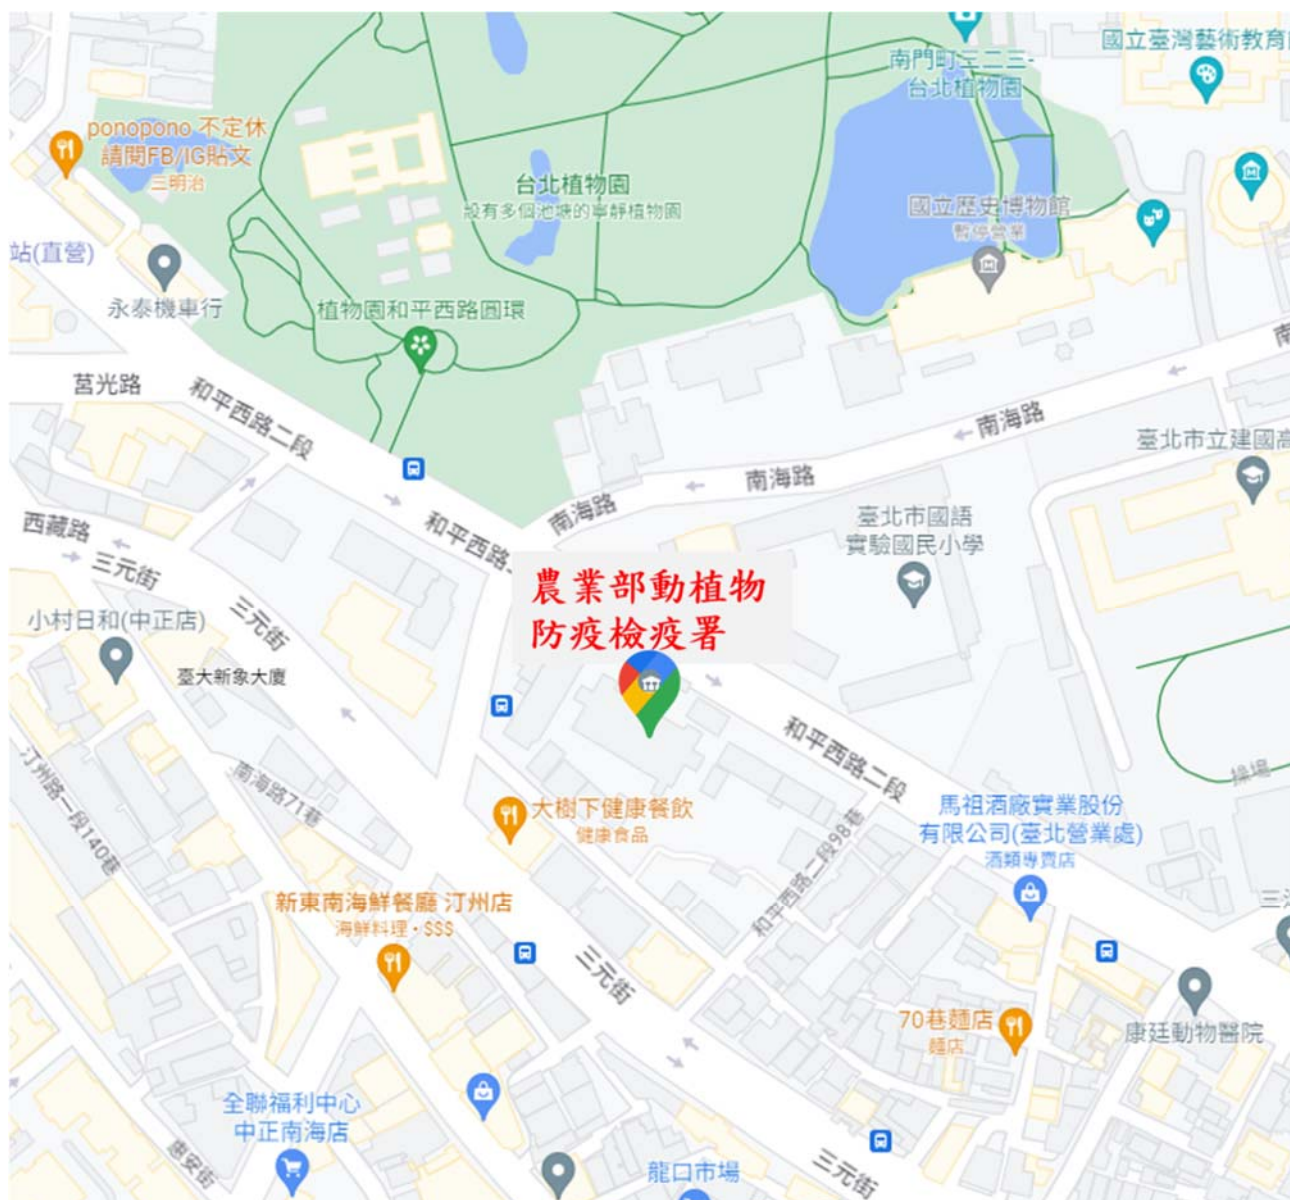 國立臺灣藝術教育
南門町三二三-
台北植物園
ponopono 不定休
請閱FB/IG貼文
三明治
台北植物園
設有多個池塘的寧靜植物園
國立歷史博物館
暫停營業
站(直營)
永泰機車行
植物園和平西路圓環
莒光路
和平西路二段
南海路
臺北市立建國高
南海路
南海路
和平西路
西藏路
三元街
臺北市國語
實驗國民小學
農業部動植物
防疫檢疫署
小村日和(中正店)
三元街
臺大新象大廈
和平西路二段
汀州路一段140巷
南海路71巷
操場
大樹下健康餐飲
健康食品
馬祖酒廠實業股份
有限公司(臺北營業處)
酒類專賣店
和平西路二段98巷
新東南海鮮餐廳 汀州店
海鮮料理・$$$
三元街
70巷麵店
麵店
康廷動物醫院
全聯福利中心
中正南海店
康安街
龍口市場
三元街